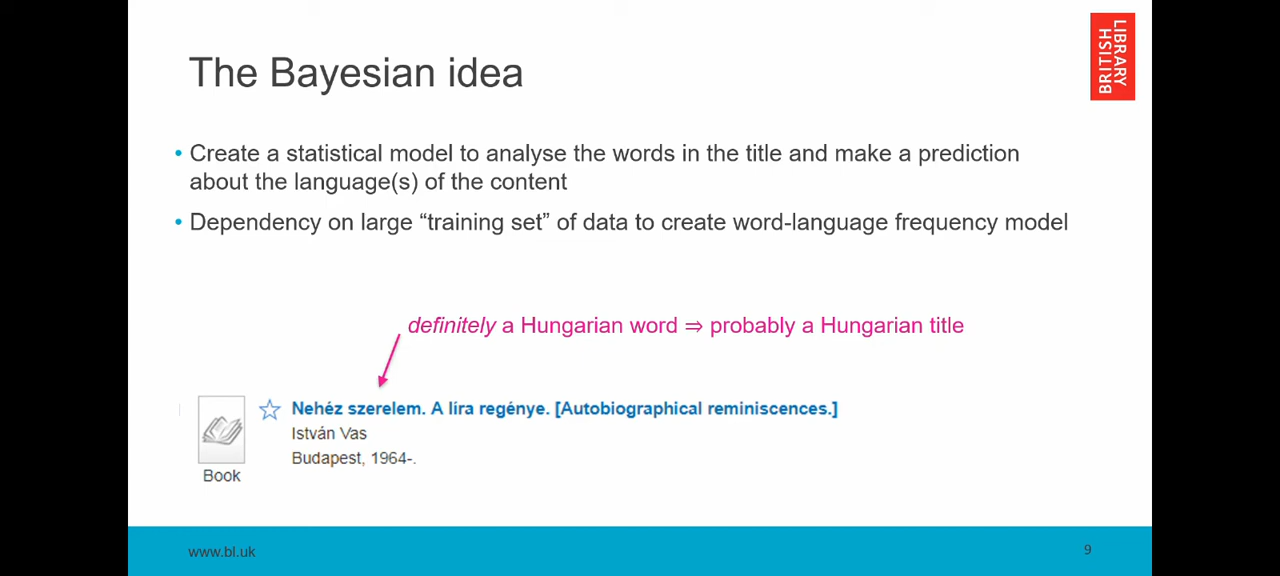 The Bayesian idea
LIBRARY
BRITISH
• Create a statistical model to analyse the words in the title and make a prediction
about the language(s) of the content
• Dependency on large “training set” of data to create word-language frequency model
definitely a Hungarian word ⇒ probably a Hungarian title
Nehéz szerelem. A líra regénye. [Autobiographical reminiscences.]
István Vas
Budapest, 1964-.
Book
www.bl.uk
9